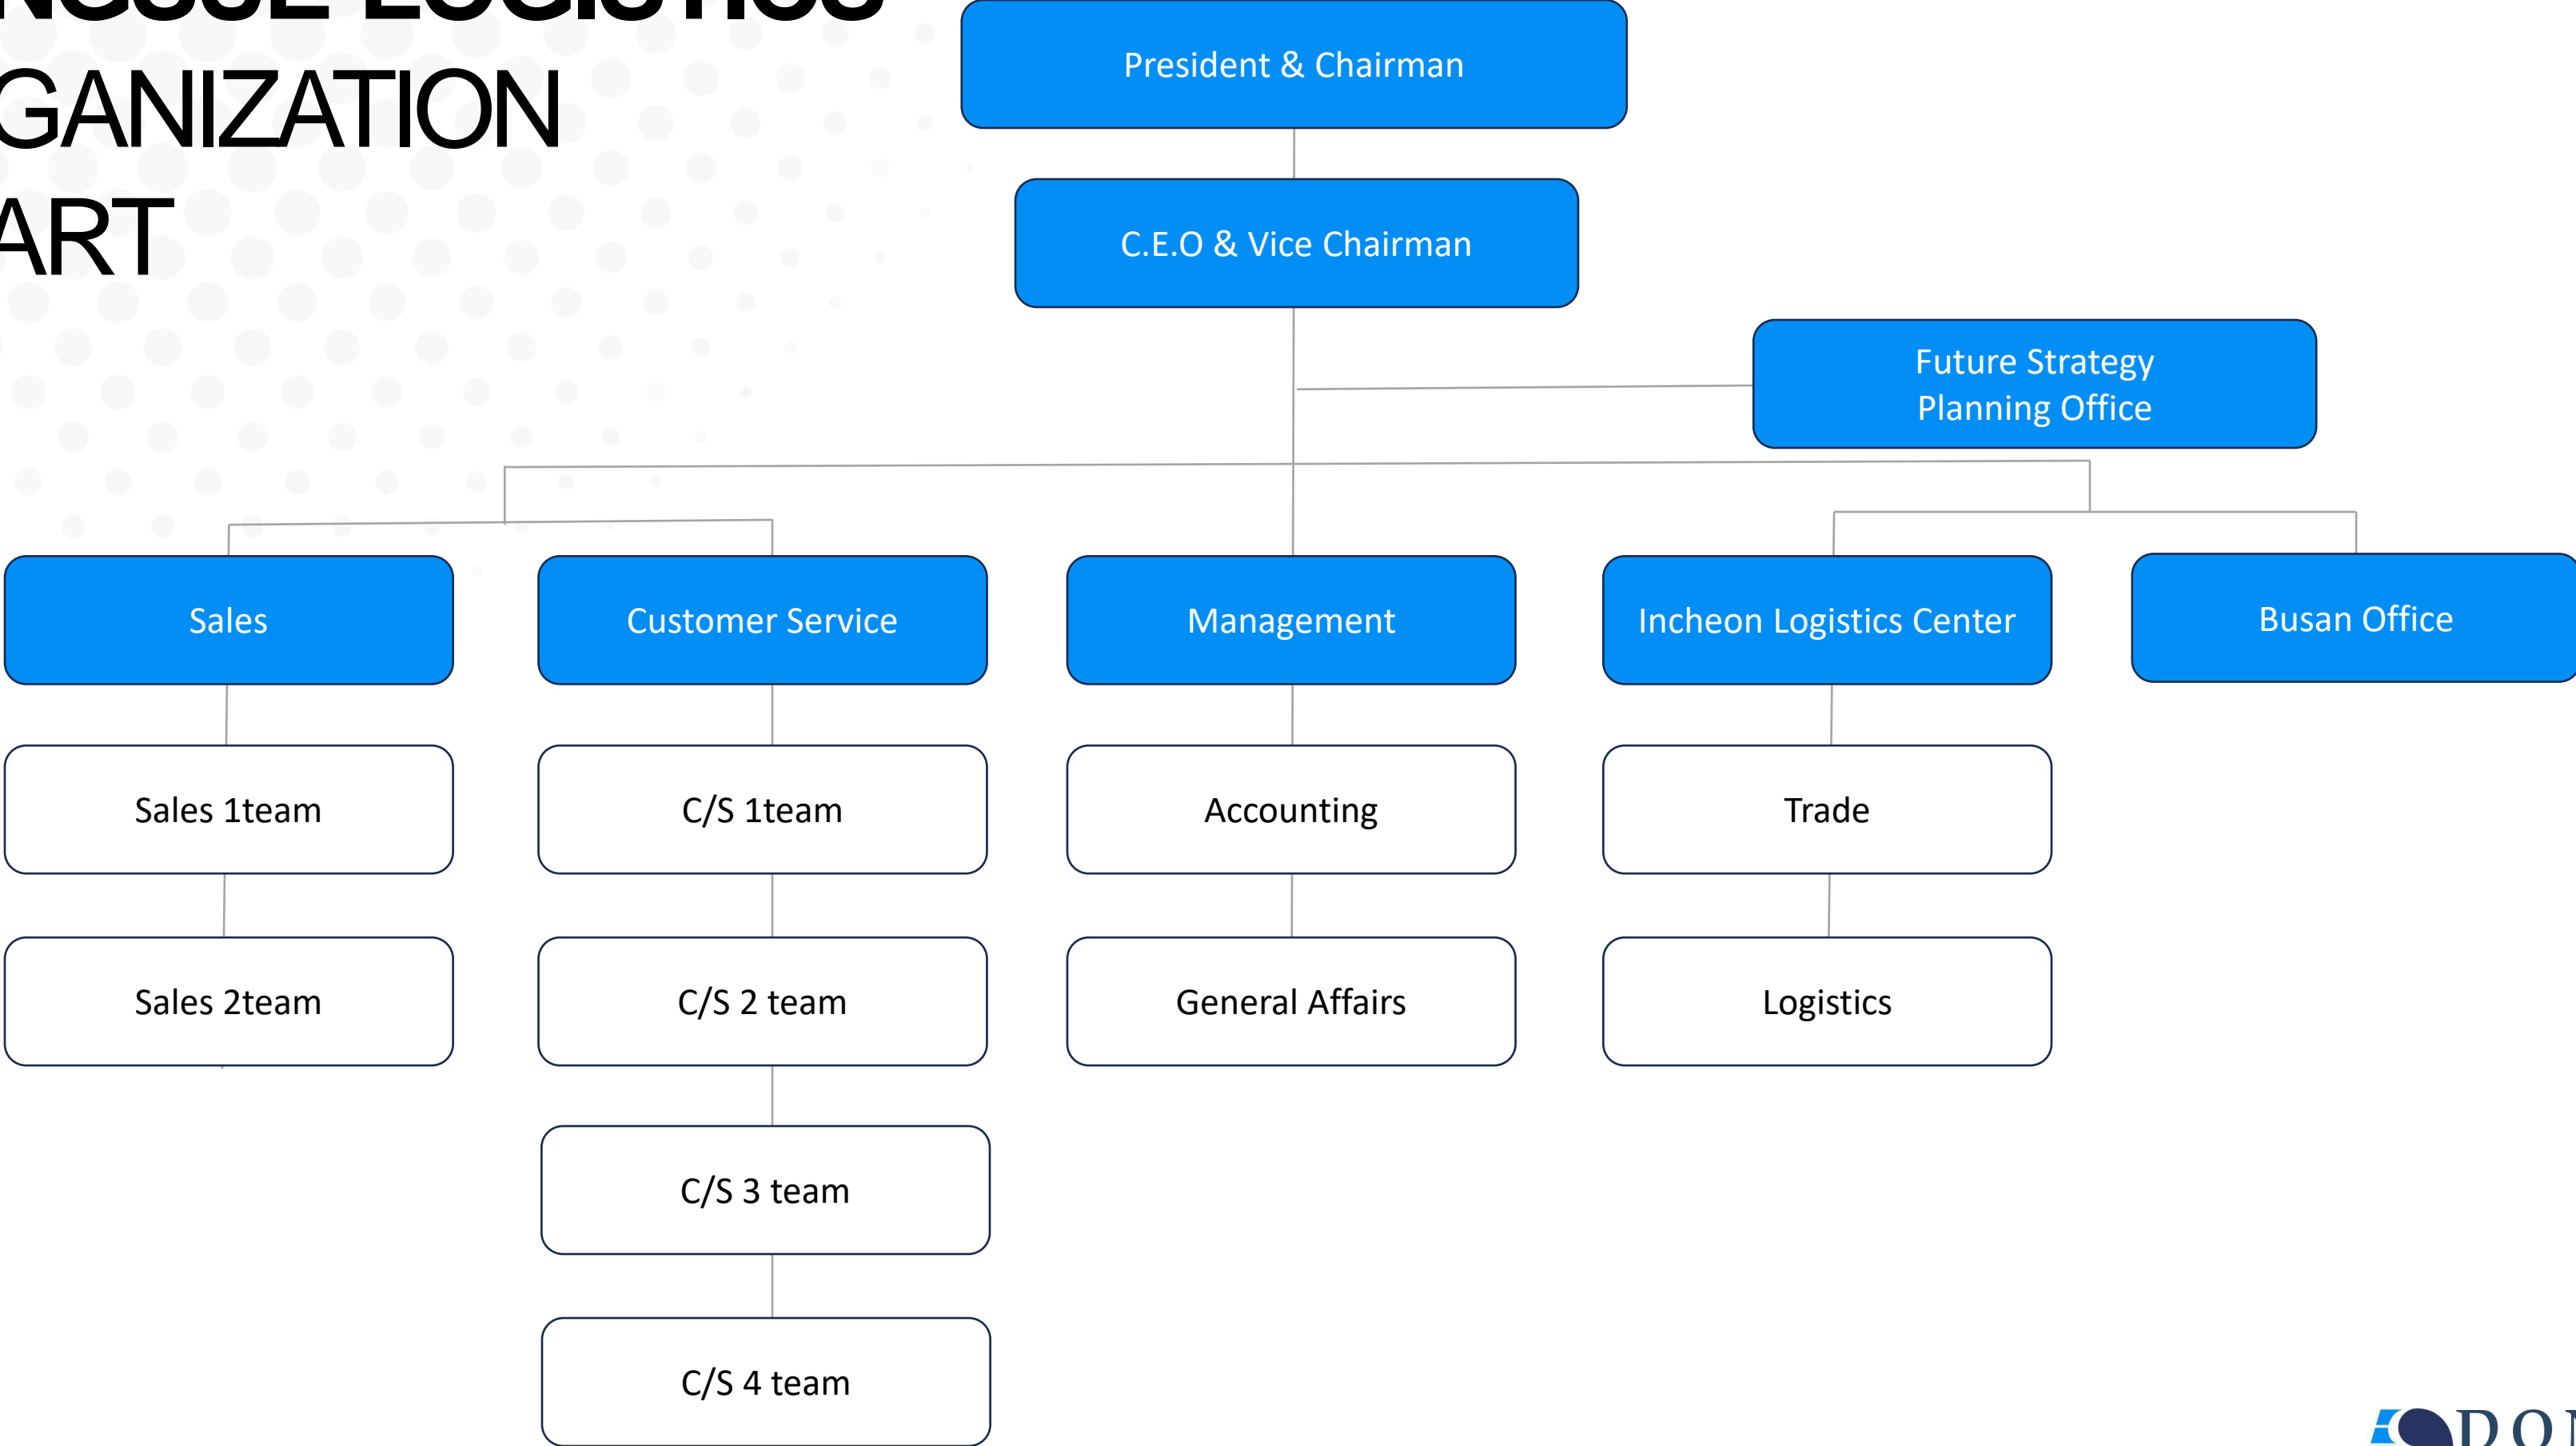 GANIZATION
ART
President & Chairman
C.E.O & Vice Chairman
Future Strategy
Planning Office
Sales
Customer Service
Management
Incheon Logistics Center
Busan Office
Sales 1team
C/S 1team
Accounting
Trade
Sales 2team
C/S 2 team
General Affairs
Logistics
C/S 3 team
C/S 4 team